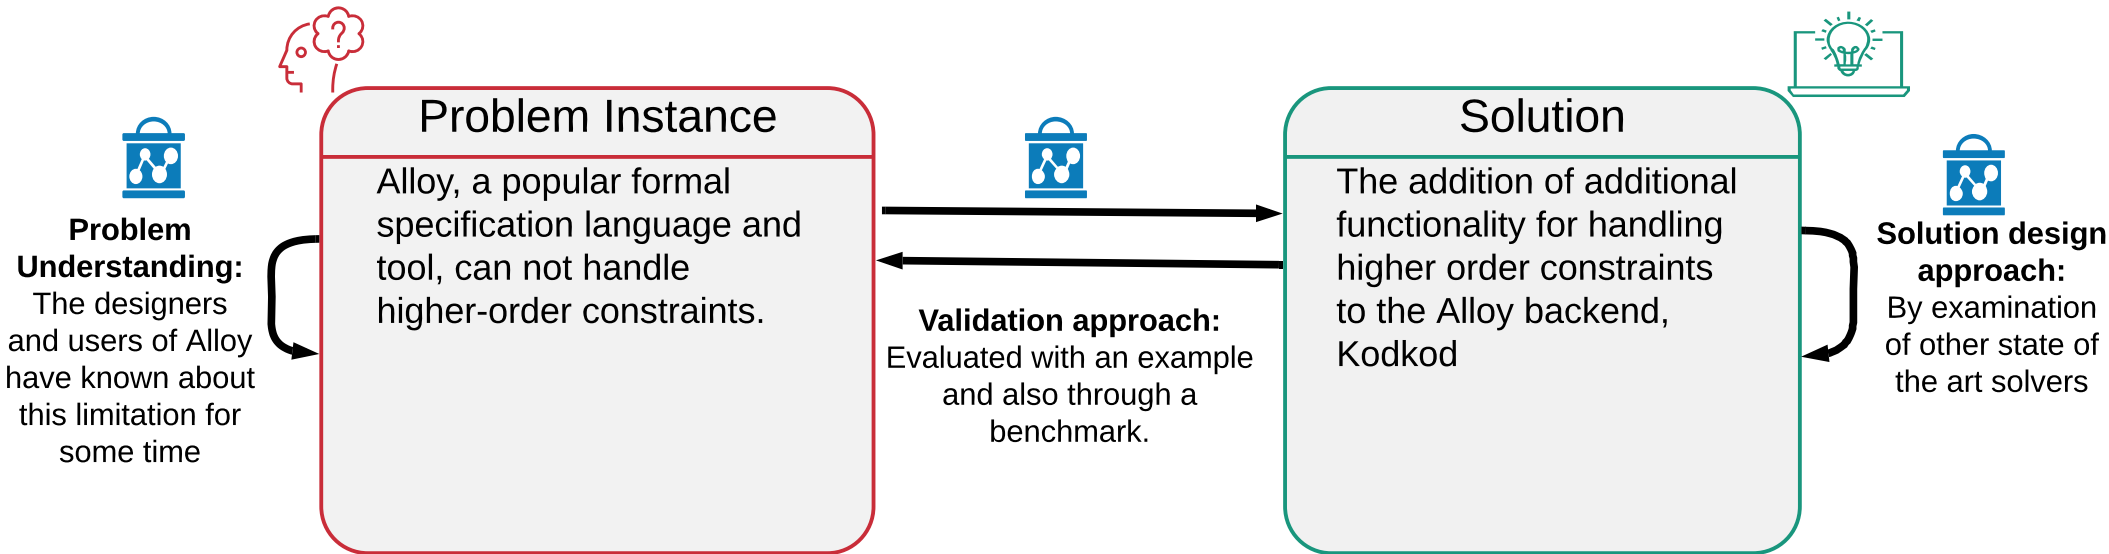 Problem Instance
Alloy, a popular formal
specification language and
tool, can not handle
higher-order constraints.
Problem
Understanding:
The designers
and users of Alloy
have known about
this limitation for
some time
Validation approach:
Evaluated with an example
and also through a
benchmark.
Solution
The addition of additional
functionality for handling
higher order constraints
to the Alloy backend,
Kodkod
Solution design
approach:
By examination
of other state of
the art solvers
?